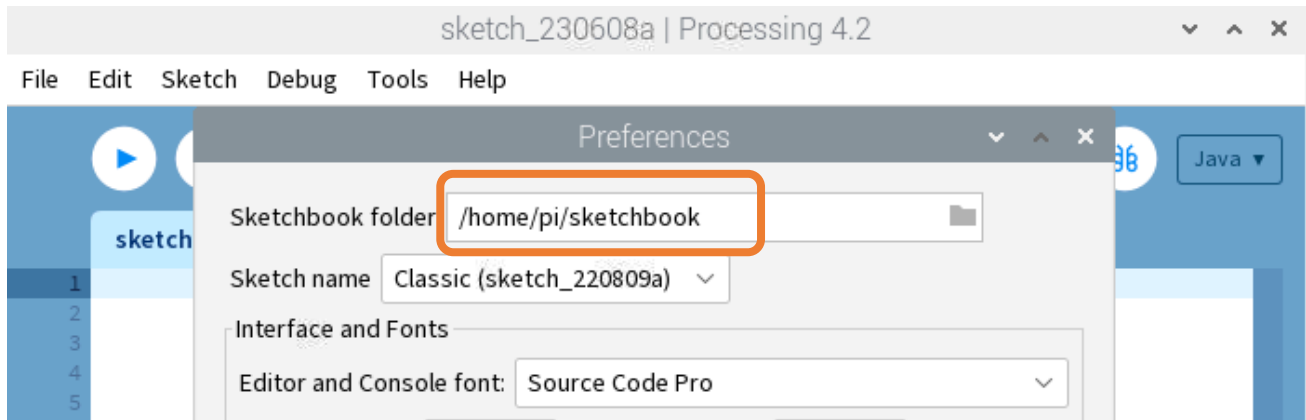 sketch_230608a | Processing 4.2
File Edit Sketch Debug Tools Help
Preferences
Java
Sketchbook folder /home/pi/sketchbook
sketch
Sketch name Classic (sketch_220809a)
1
Interface and Fonts
2
3
Editor and Console font: Source Code Pro
4
5